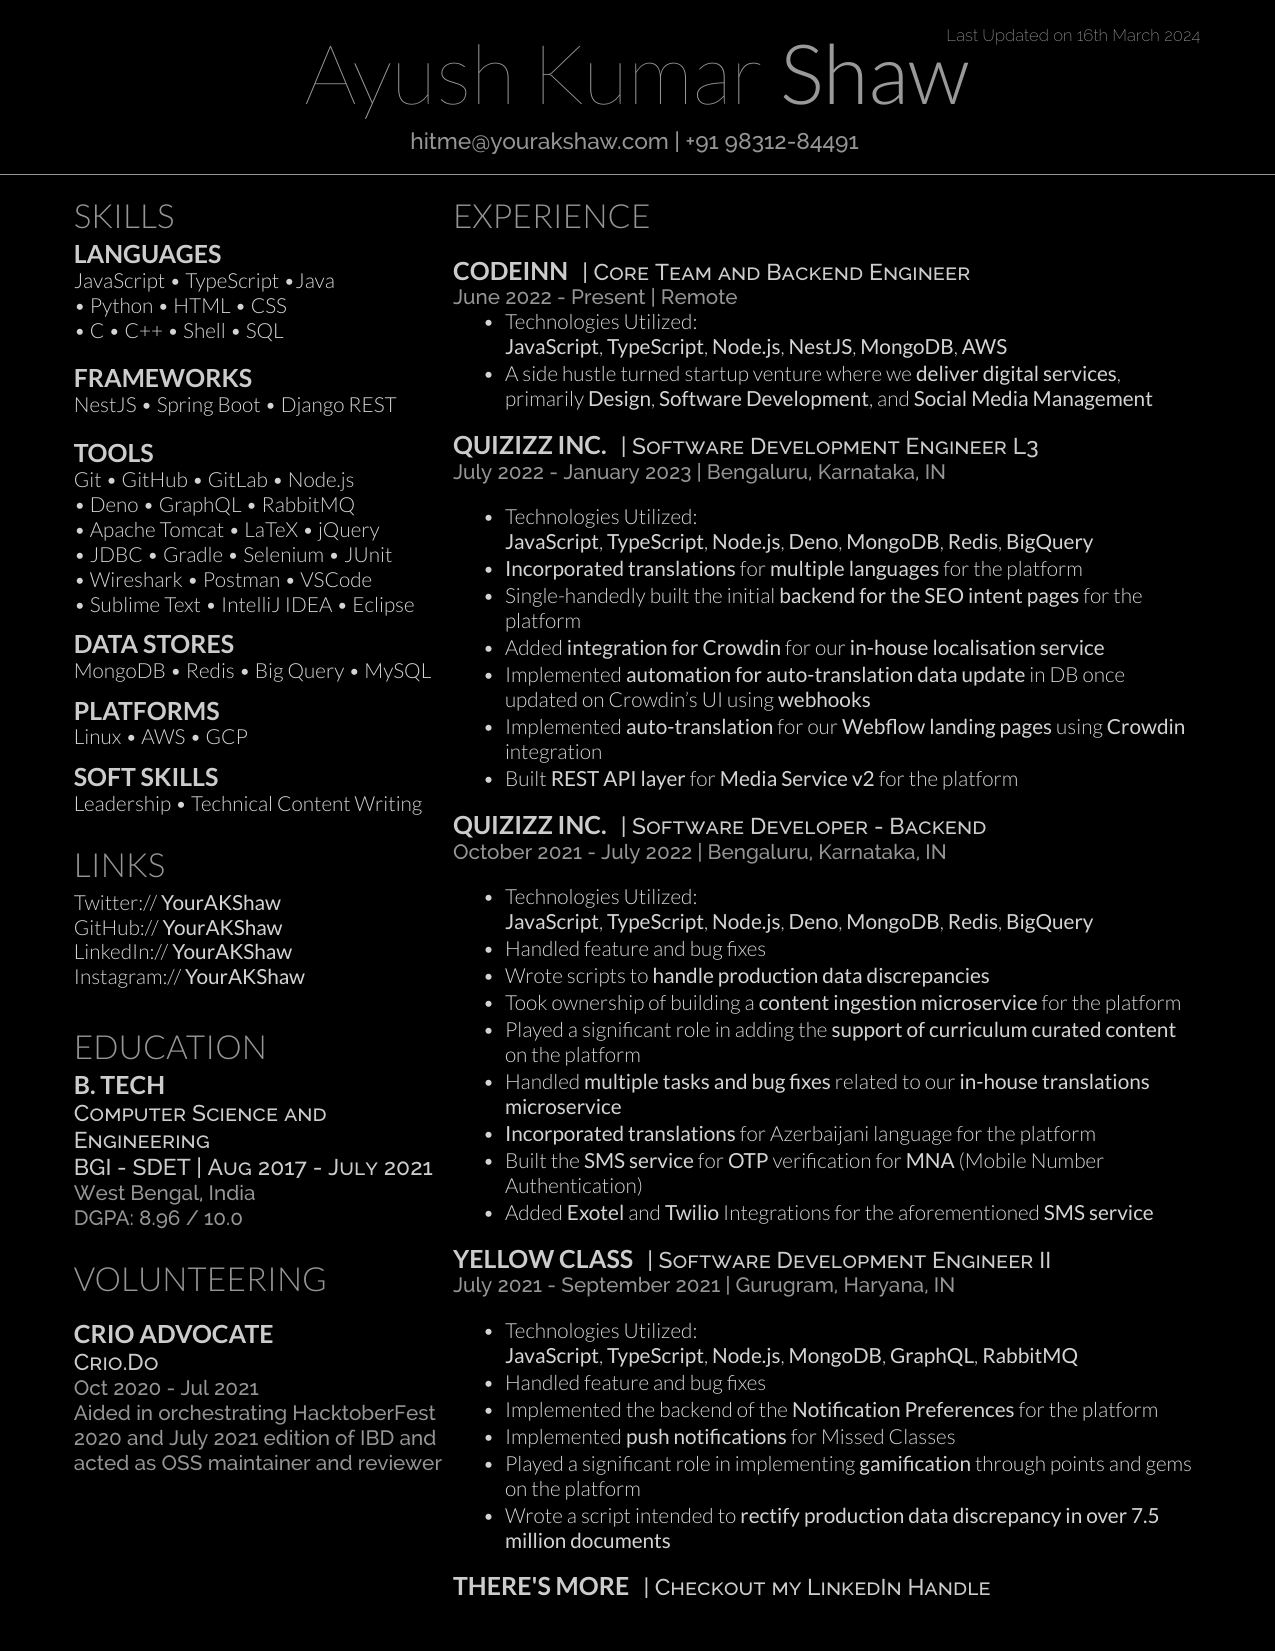 Last Updated on 16th March 2024
Ayush Kumar Shaw
hitme@yourakshaw.com | +91 98312-84491
SKILLS
LANGUAGES
JavaScript • TypeScript •Java
• Python • HTML • CSS
• C • C++ • Shell • SQL
FRAMEWORKS
NestJS • Spring Boot • Django REST
TOOLS
Git • GitHub • GitLab • Node.js
• Deno • GraphQL • RabbitMQ
• Apache Tomcat • LaTeX • jQuery
• JDBC • Gradle • Selenium • JUnit
• Wireshark • Postman • VSCode
• Sublime Text • IntelliJ IDEA • Eclipse
DATA STORES
MongoDB • Redis • Big Query • MySQL
PLATFORMS
Linux • AWS • GCP
SOFT SKILLS
Leadership • Technical Content Writing
LINKS
Twitter:// YourAKShaw
GitHub:// YourAKShaw
LinkedIn:// YourAKShaw
Instagram:// YourAKShaw
EDUCATION
B. TECH
Computer Science and
Engineering
BGI - SDET | Aug 2017 - July 2021
West Bengal, India
DGPA: 8.96 / 10.0
VOLUNTEERING
CRIO ADVOCATE
Crio.Do
Oct 2020 - Jul 2021
Aided in orchestrating HacktoberFest
2020 and July 2021 edition of IBD and
acted as OSS maintainer and reviewer
EXPERIENCE
CODEINN | Core Team and Backend Engineer
June 2022 - Present | Remote
• Technologies Utilized:
JavaScript, TypeScript, Node.js, NestJS, MongoDB, AWS
• A side hustle turned startup venture where we deliver digital services,
primarily Design, Software Development, and Social Media Management
QUIZIZZ INC. | Software Development Engineer L3
July 2022 - January 2023 | Bengaluru, Karnataka, IN
• Technologies Utilized:
JavaScript, TypeScript, Node.js, Deno, MongoDB, Redis, BigQuery
• Incorporated translations for multiple languages for the platform
• Single-handedly built the initial backend for the SEO intent pages for the
platform
• Added integration for Crowdin for our in-house localisation service
• Implemented automation for auto-translation data update in DB once
updated on Crowdin’s UI using webhooks
• Implemented auto-translation for our Webflow landing pages using Crowdin
integration
• Built REST API layer for Media Service v2 for the platform
QUIZIZZ INC. | Software Developer - Backend
October 2021 - July 2022 | Bengaluru, Karnataka, IN
• Technologies Utilized:
JavaScript, TypeScript, Node.js, Deno, MongoDB, Redis, BigQuery
• Handled feature and bug fixes
• Wrote scripts to handle production data discrepancies
• Took ownership of building a content ingestion microservice for the platform
• Played a significant role in adding the support of curriculum curated content
on the platform
• Handled multiple tasks and bug fixes related to our in-house translations
microservice
• Incorporated translations for Azerbaijani language for the platform
• Built the SMS service for OTP verification for MNA (Mobile Number
Authentication)
• Added Exotel and Twilio Integrations for the aforementioned SMS service
YELLOW CLASS | Software Development Engineer II
July 2021 - September 2021 | Gurugram, Haryana, IN
• Technologies Utilized:
JavaScript, TypeScript, Node.js, MongoDB, GraphQL, RabbitMQ
• Handled feature and bug fixes
• Implemented the backend of the Notification Preferences for the platform
• Implemented push notifications for Missed Classes
• Played a significant role in implementing gamification through points and gems
on the platform
• Wrote a script intended to rectify production data discrepancy in over 7.5
million documents
THERE'S MORE | Checkout my LinkedIn Handle